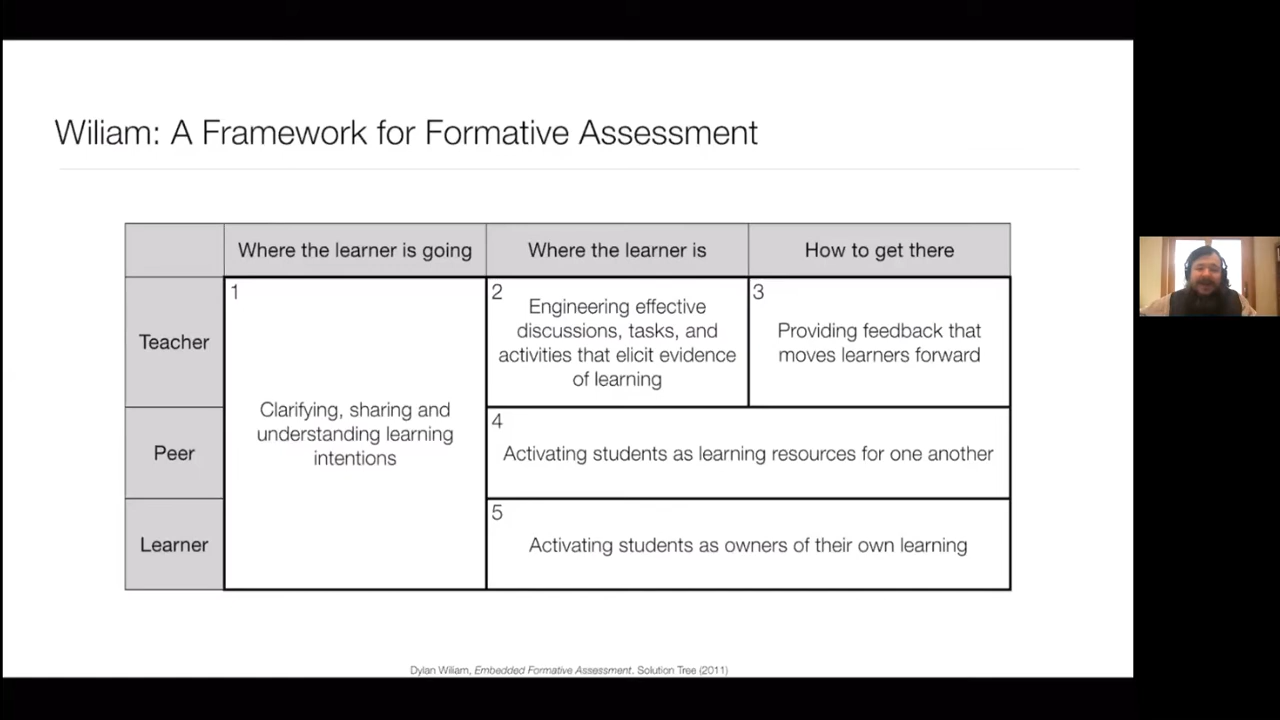 Wiliam: A Framework for Formative Assessment
Where the learner is going
Where the learner is
How to get there
Teacher
1
Clarifying, sharing and
understanding learning
intentions
2
Engineering effective
discussions, tasks, and
activities that elicit evidence
of learning
3
Providing feedback that
moves learners forward
Peer
4
Activating students as learning resources for one another
Learner
5
Activating students as owners of their own learning
Dylan Wiliam, Embedded Formative Assessment. Solution Tree (2011)